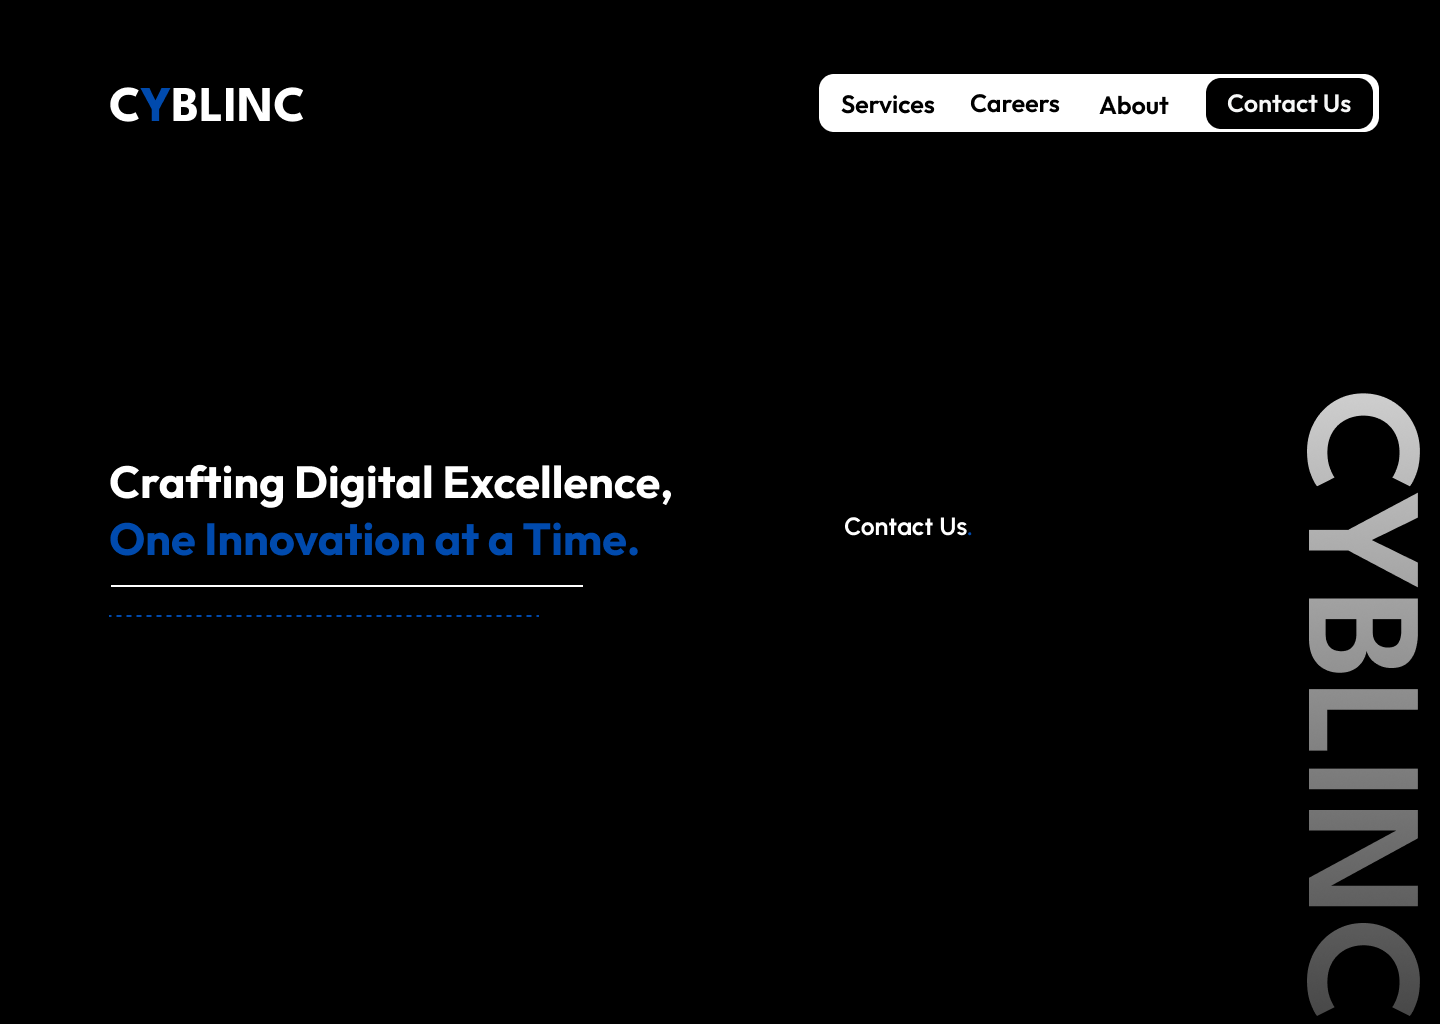 CYBLINC
Services Careers About Contact Us
Crafting Digital Excellence,
One Innovation at a Time.
Contact Us.
CYBLINC